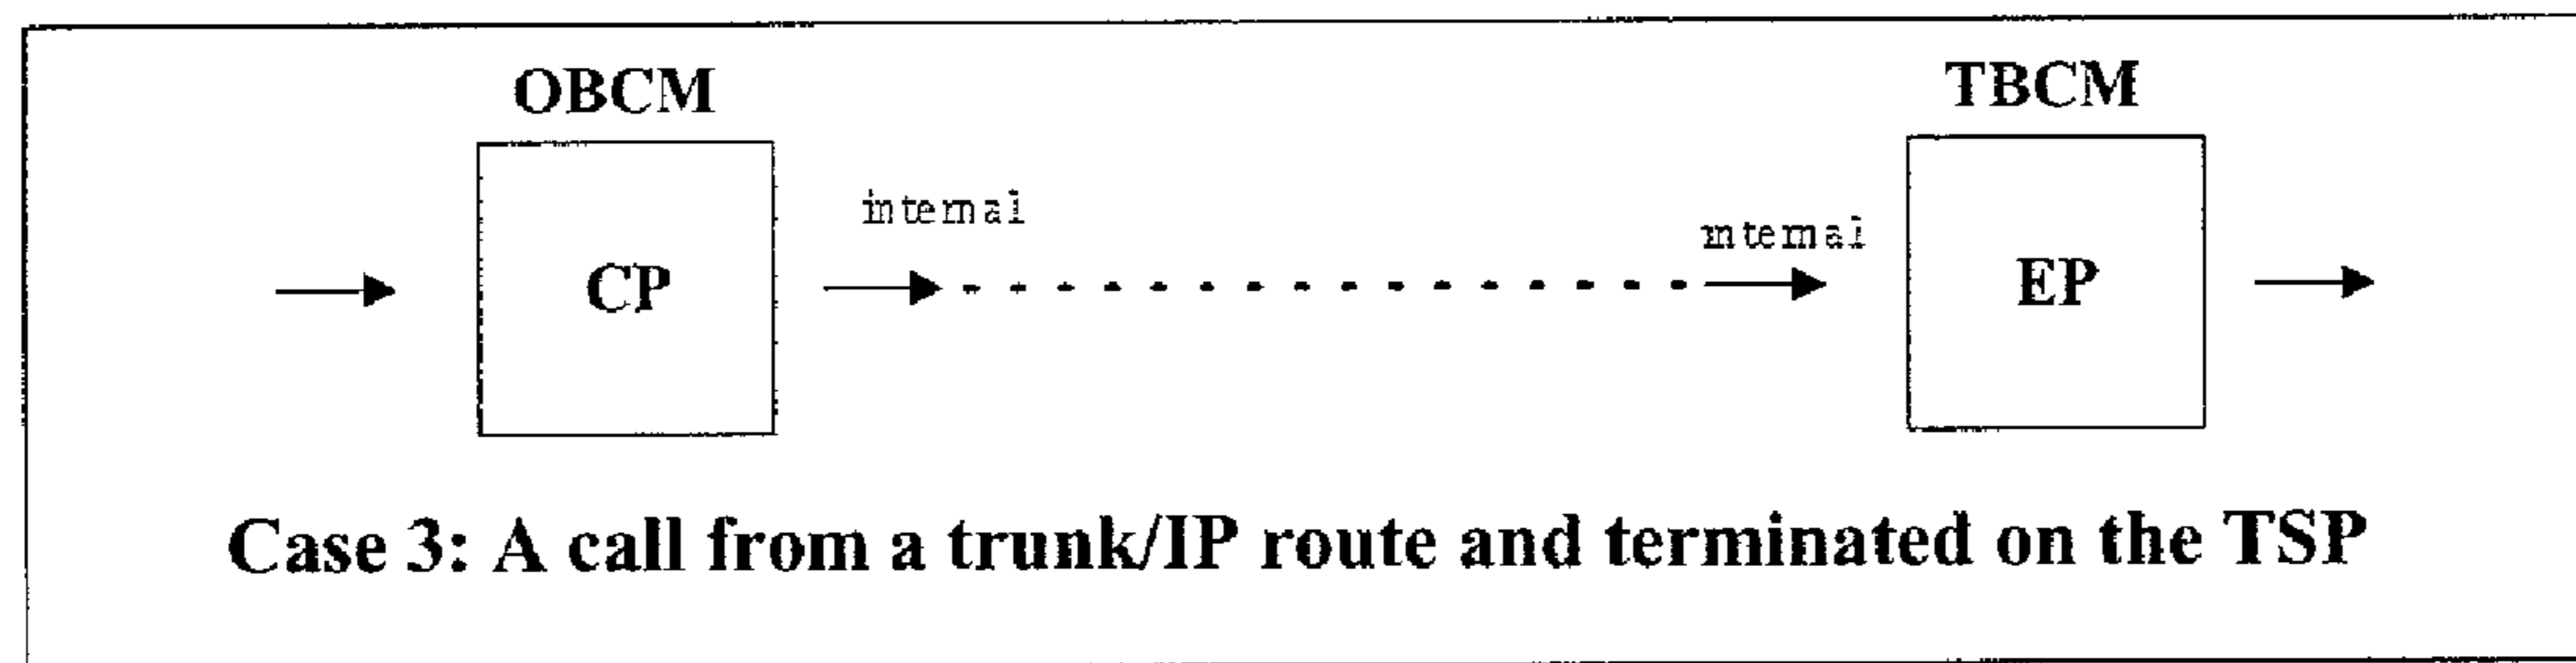 OBCM
TBCM
internal
internal
CP
EP
Case 3: A call from a trunk/IP route and terminated on the TSP